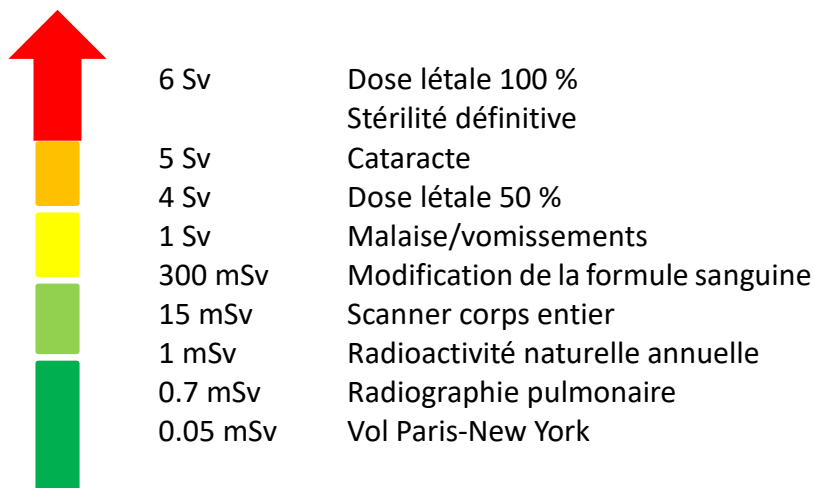 6 Sv Dose létale 100 %
Stérilité définitive
5 Sv Cataracte
4 Sv Dose létale 50 %
1 Sv Malaise/vomissements
300 mSv Modification de la formule sanguine
15 mSv Scanner corps entier
1 mSv Radioactivité naturelle annuelle
0.7 mSv Radiographie pulmonaire
0.05 mSv Vol Paris-New York